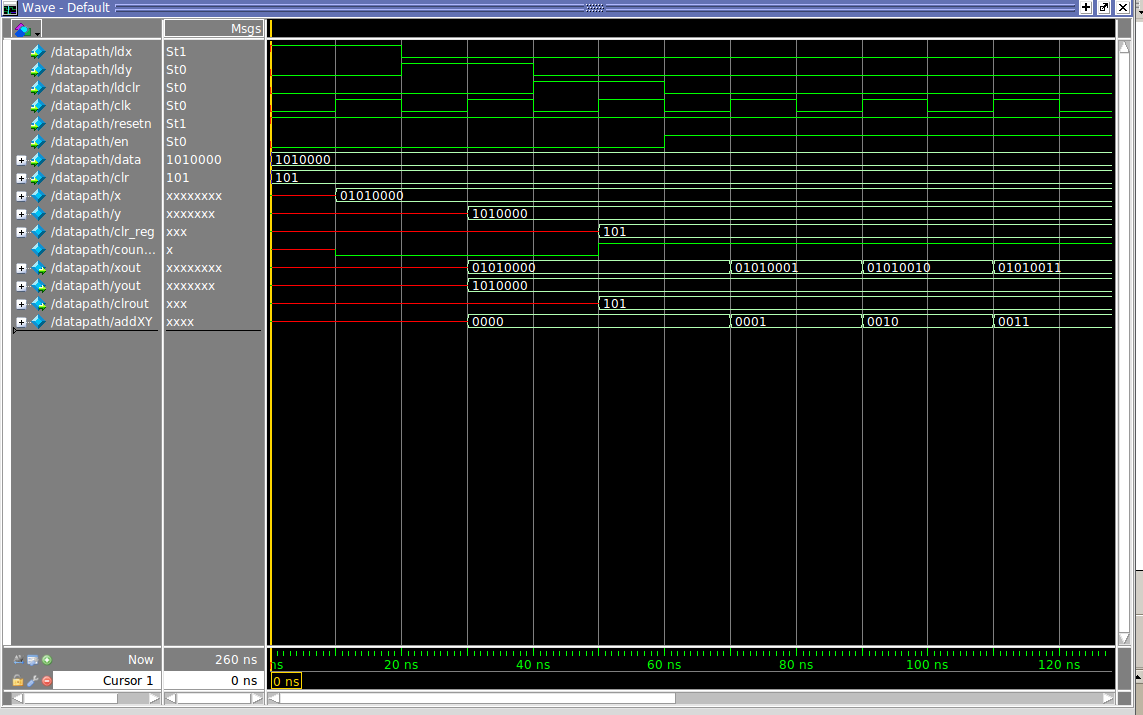 Wave - Default
Msgs
/datapath/ldx St1
/datapath/ldy St0
/datapath/ldclr St0
/datapath/clk St0
/datapath/resetn St1
/datapath/en St0
/datapath/data 1010000 1010000
/datapath/clr 101 101
/datapath/x xxxxxxxx 01010000
/datapath/y xxxxxxx 1010000
/datapath/clr_reg xxx 101
/datapath/coun... x
/datapath/xout xxxxxxxx 01010000 01010001 01010010 01010011
/datapath/yout xxxxxxx 1010000
/datapath/clrout xxx 101
/datapath/addXY xxxx 0000 0001 0010 0011
Now 260 ns ns 20 ns 40 ns 60 ns 80 ns 100 ns 120 ns
Cursor 1 0 ns 0 ns